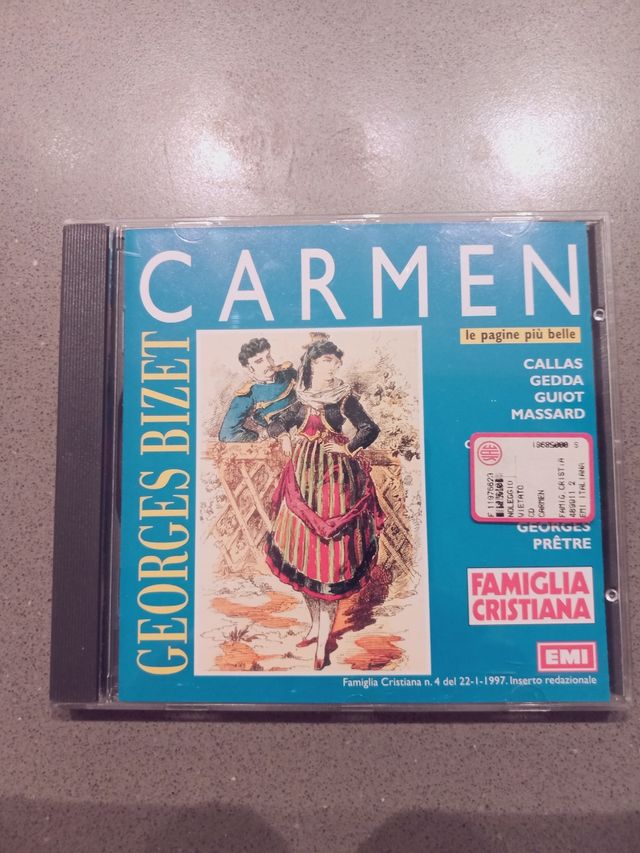 CARMEN
GEORGES BIZET
le pagine più belle
CALLAS
GEDDA
GUIOT
MASSARD
GEORGES
PRÊTRE
NOLEGGIO
VIETATO
CD
CARMEN
FAMIG.CRISTIA
EMI ITALIANA
FAMIGLIA
CRISTIANA
EMI
Famiglia Cristiana n. 4 del 22-1-1997. Inserto redazionale